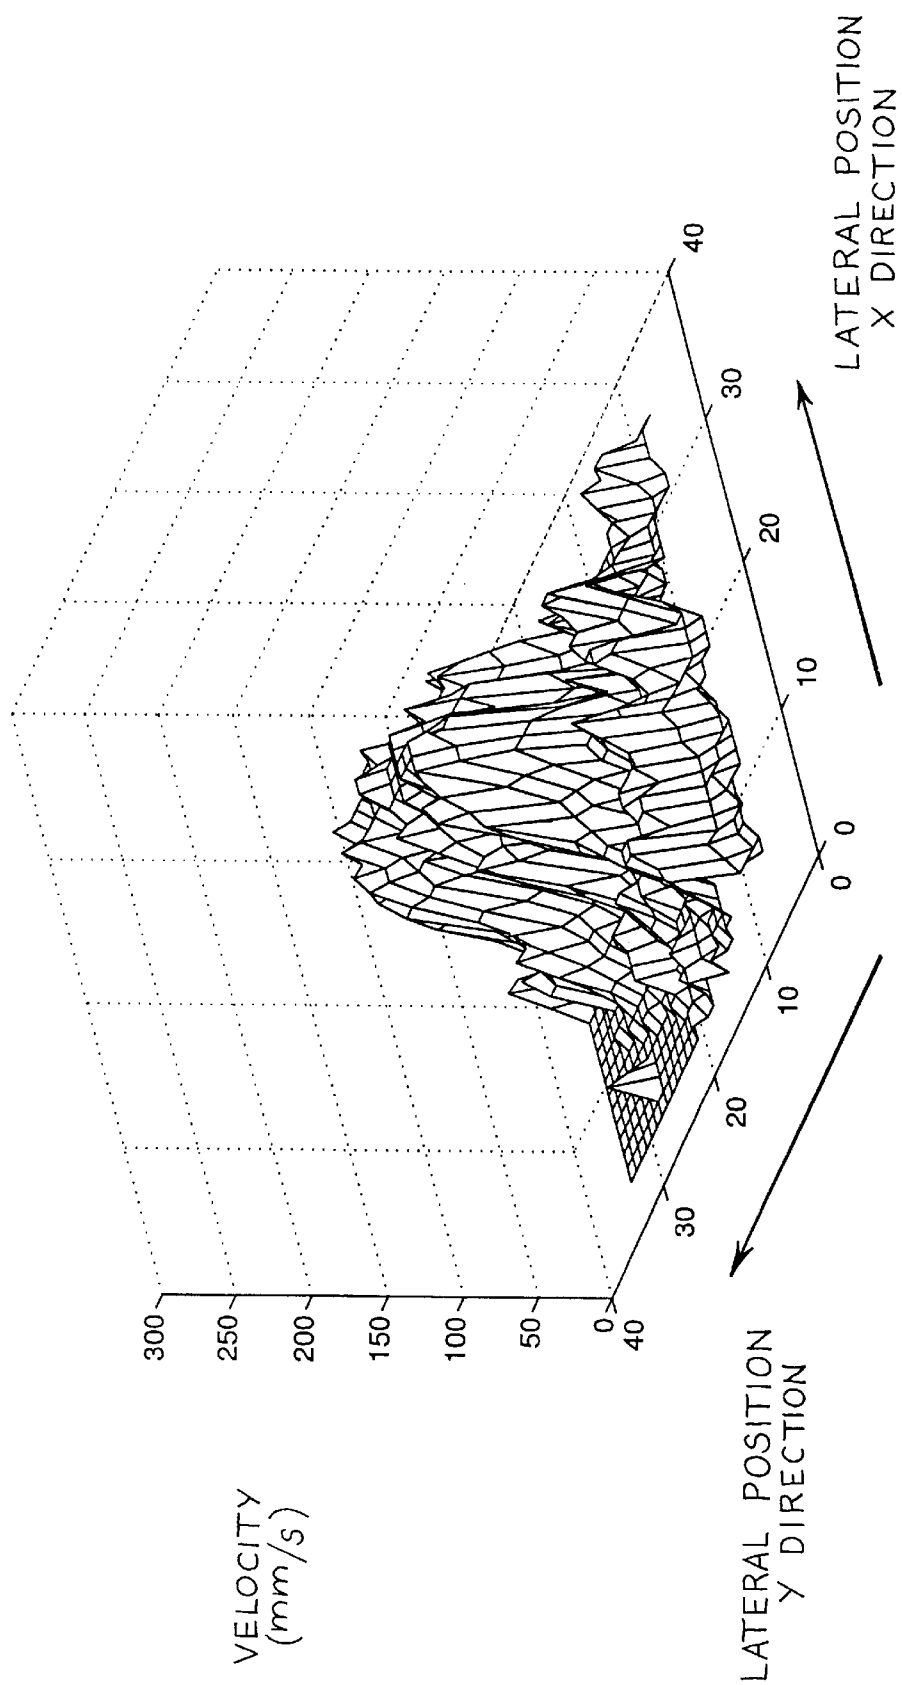 VELOCITY
(mm/s)
300
250
200
150
100
50
0
40
30
20
10
0
0
10
20
30
40
LATERAL POSITION
Y DIRECTION
LATERAL POSITION
X DIRECTION